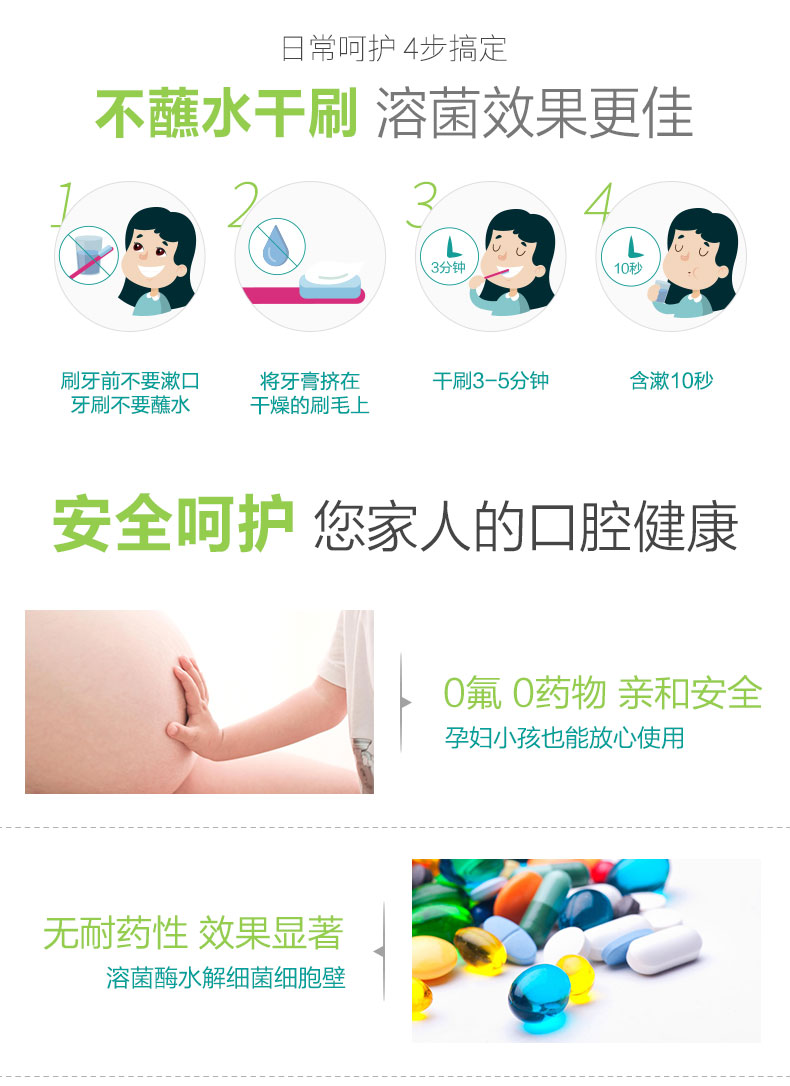 日常呵护 4步搞定
不蘸水干刷 溶菌效果更佳
1
2
3
4
3分钟
10秒
刷牙前不要漱口
牙刷不要蘸水
将牙膏挤在
干燥的刷毛上
干刷3-5分钟
含漱10秒
安全呵护 您家人的口腔健康
0氟 0药物 亲和安全
孕妇小孩也能放心使用
无耐药性 效果显著
溶菌酶水解细菌细胞壁